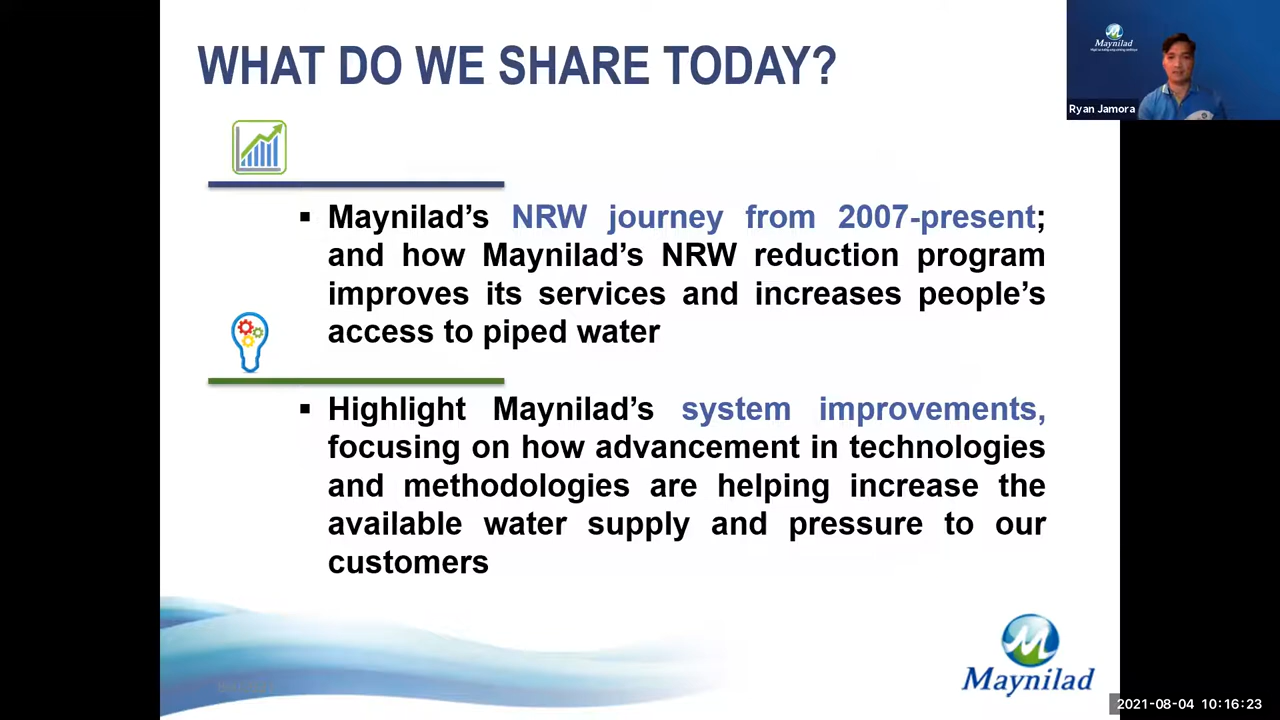 WHAT DO WE SHARE TODAY?
Maynilad
Ryan Jamora
▪ Maynilad’s NRW journey from 2007-present;
and how Maynilad’s NRW reduction program
improves its services and increases people’s
access to piped water
▪ Highlight Maynilad’s system improvements,
focusing on how advancement in technologies
and methodologies are helping increase the
available water supply and pressure to our
customers
Maynilad
2021-08-04 10:16:23